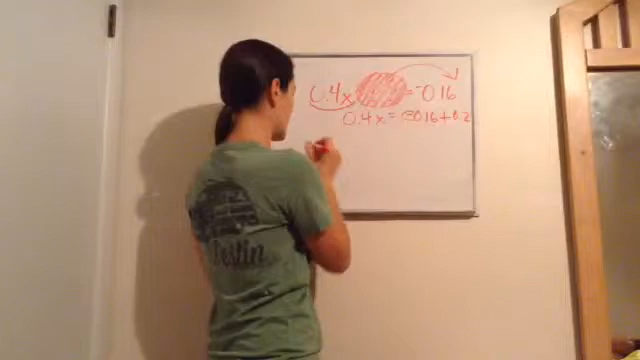 0.4x = -0.16
0.4x = -0.16 + 0.2
Destin